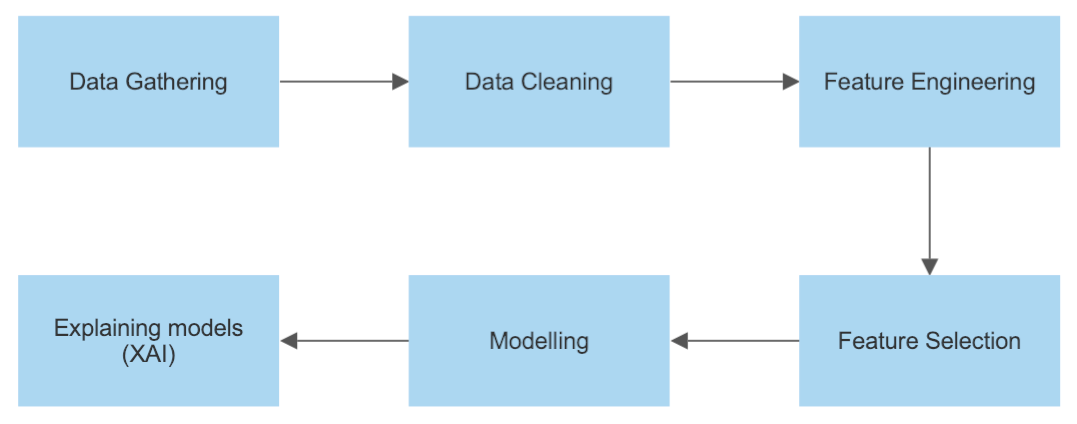 Data Gathering
Data Cleaning
Feature Engineering
Explaining models
(XAI)
Modelling
Feature Selection